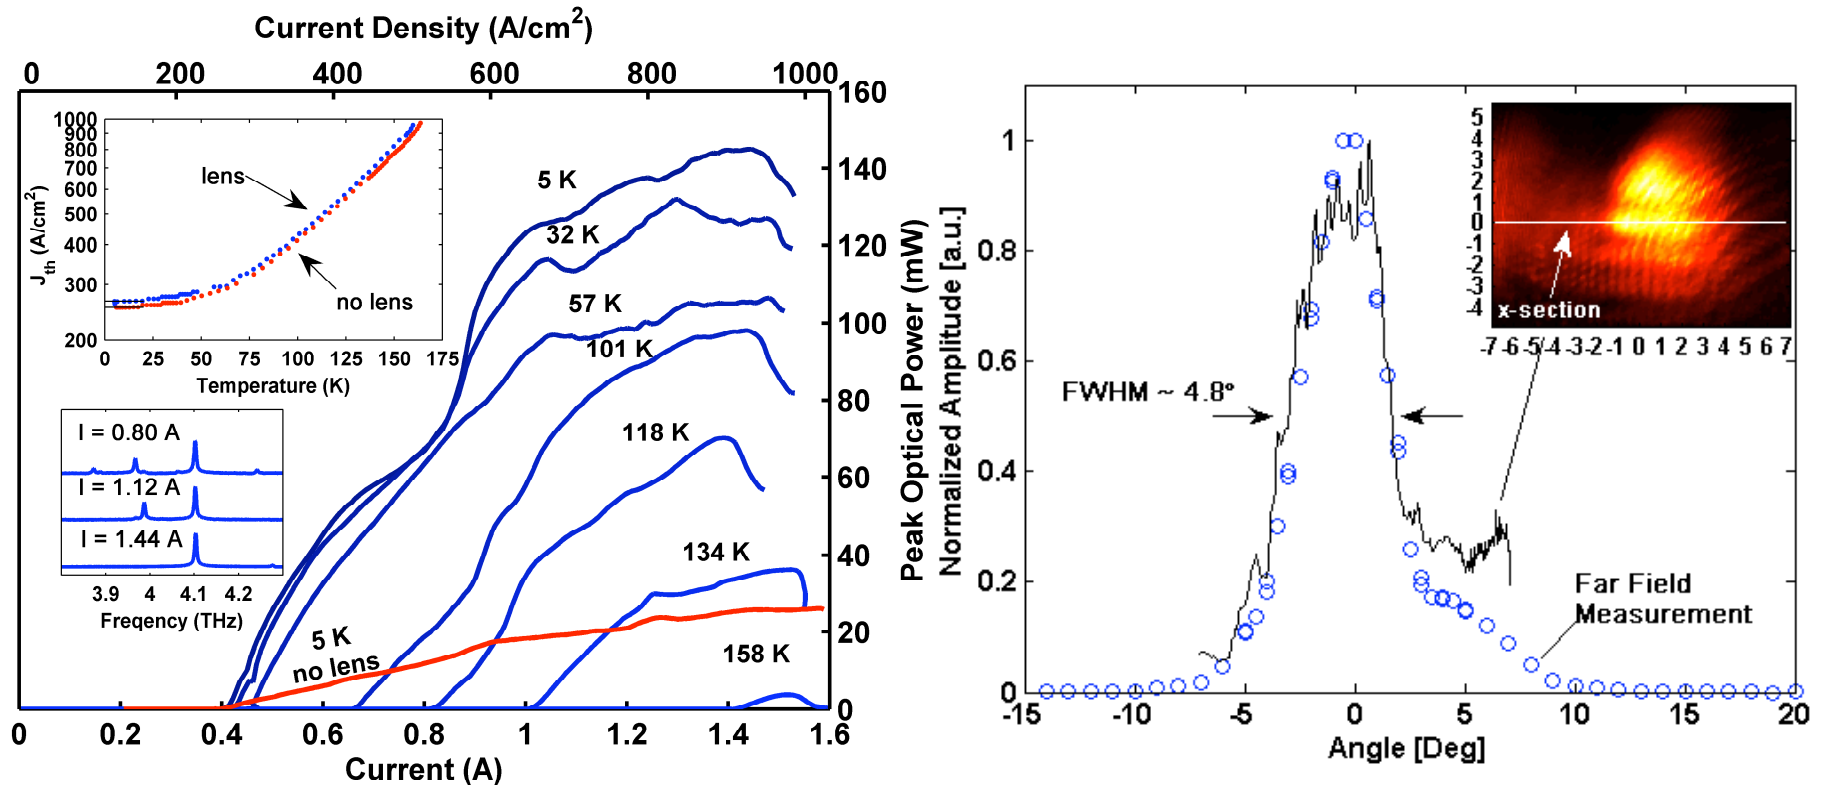 Current Density (A/cm2)
0 200 400 600 800 1000
160
140
120
100
80
60
40
20
0
Peak Optical Power (mW)
0 0.2 0.4 0.6 0.8 1 1.2 1.4 1.6
Current (A)
5 K
32 K
57 K
101 K
118 K
134 K
158 K
5 K
no lens
1000
900
800
700
600
500
400
300
200
Jth (A/cm2)
lens
no lens
0 25 50 75 100 125 150 175
Temperature (K)
I = 0.80 A
I = 1.12 A
I = 1.44 A
3.9 4 4.1 4.2
Freqency (THz)
Normalized Amplitude [a.u.]
1
0.8
0.6
0.4
0.2
0
-15 -10 -5 0 5 10 15 20
Angle [Deg]
FWHM ~ 4.8°
Far Field
Measurement
5
4
3
2
1
0
-1
-2
-3
-4
x-section
-7 -6 -5 -4 -3 -2 -1 0 1 2 3 4 5 6 7